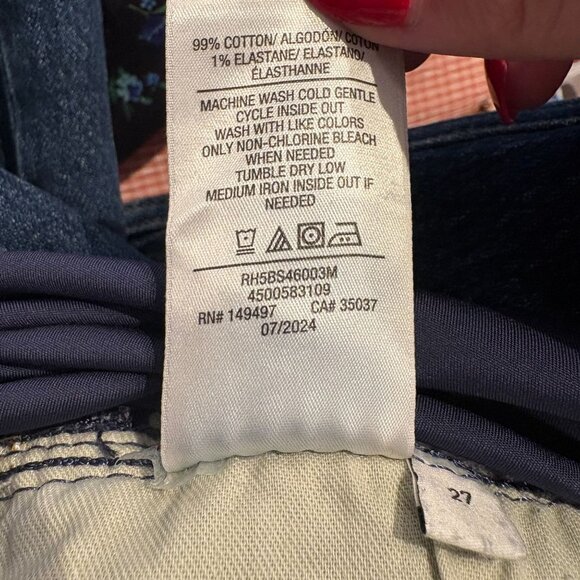 99% COTTON/ ALGODÓN/ COTON
1% ELASTANE/ ELASTANO/
ÉLASTHANNE
MACHINE WASH COLD GENTLE
CYCLE INSIDE OUT
WASH WITH LIKE COLORS
ONLY NON-CHLORINE BLEACH
WHEN NEEDED
TUMBLE DRY LOW
MEDIUM IRON INSIDE OUT IF
NEEDED
RH5BS46003M
4500583109
RN# 149497 CA# 35037
07/2024
27